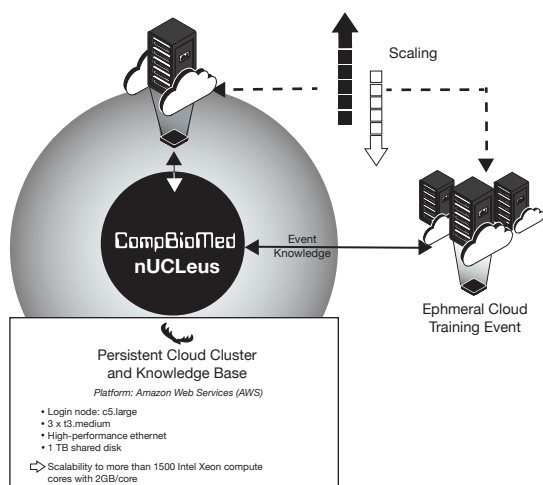 Scaling
CompBioMed
nUCLeus
Event
Knowledge
Ephmeral Cloud
Training Event
Persistent Cloud Cluster
and Knowledge Base
Platform: Amazon Web Services (AWS)
• Login node: c5.large
• 3 x t3.medium
• High-performance ethernet
• 1 TB shared disk
Scalability to more than 1500 Intel Xeon compute
cores with 2GB/core